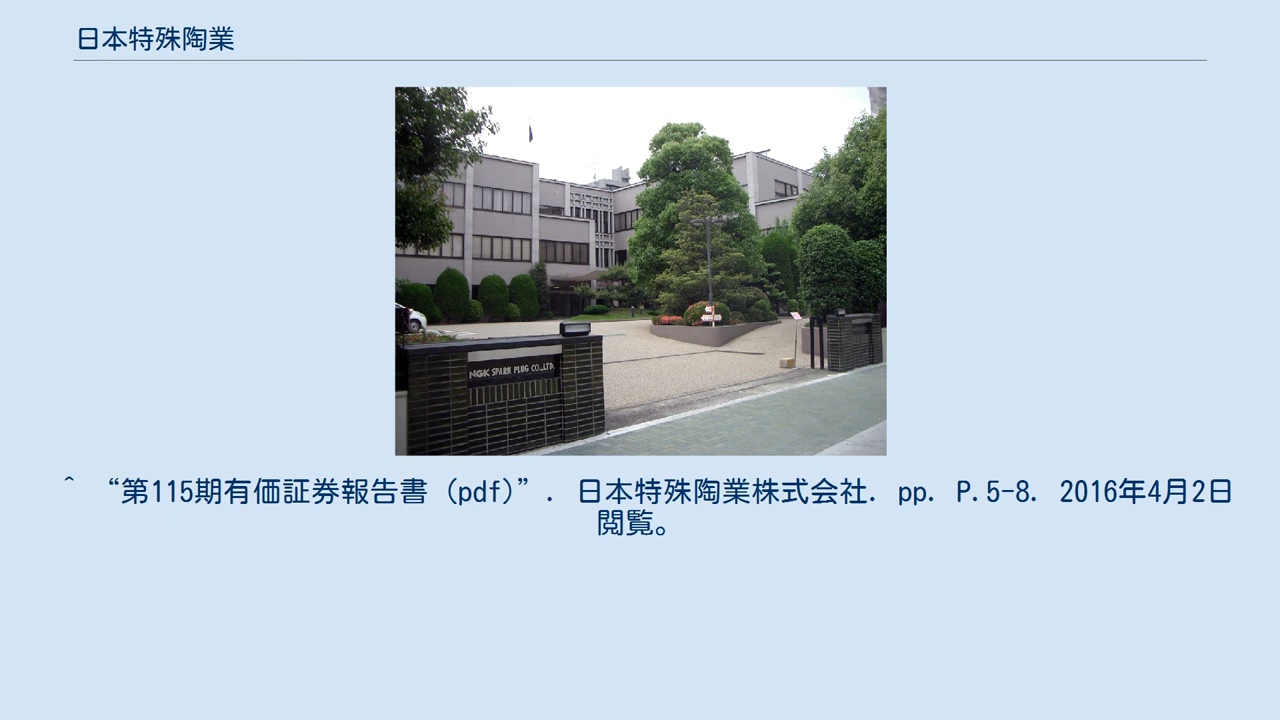 日本特殊陶業
NGK SPARK PLUG CO.,LTD.
^ “第115期有価証券報告書（pdf）”. 日本特殊陶業株式会社. pp. P.5-8. 2016年4月2日
閲覧。